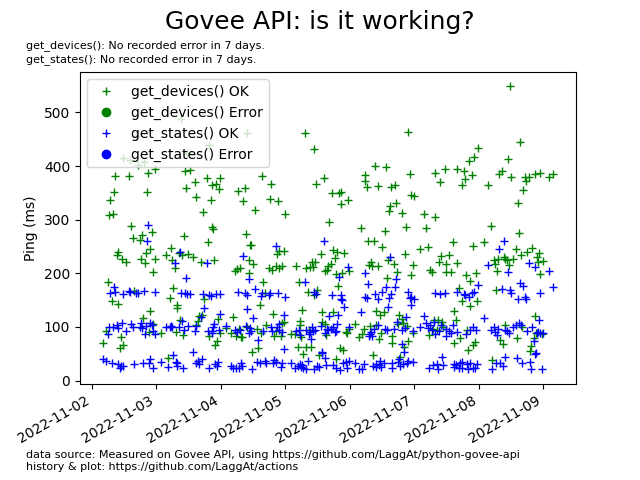 Govee API: is it working?
get_devices(): No recorded error in 7 days.
get_states(): No recorded error in 7 days.
get_devices() OK
get_devices() Error
get_states() OK
get_states() Error
Ping (ms)
500
400
300
200
100
0
2022-11-02
2022-11-03
2022-11-04
2022-11-05
2022-11-06
2022-11-07
2022-11-08
2022-11-09
data source: Measured on Govee API, using https://github.com/LaggAt/python-govee-api
history & plot: https://github.com/LaggAt/actions